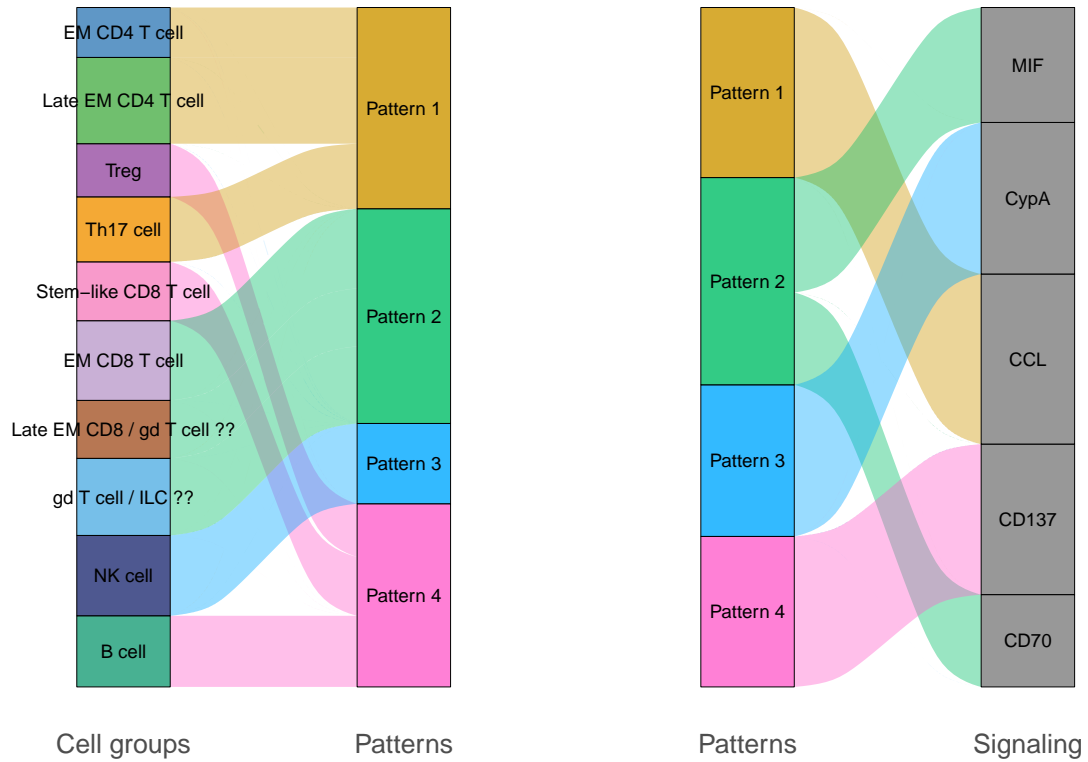 EM CD4 T cell
Late EM CD4 T cell
Treg
Th17 cell
Stem−like CD8 T cell
EM CD8 T cell
Late EM CD8 / gd T cell ??
gd T cell / ILC ??
NK cell
B cell
Pattern 1
Pattern 2
Pattern 3
Pattern 4
Cell groups
Patterns
Pattern 1
Pattern 2
Pattern 3
Pattern 4
MIF
CypA
CCL
CD137
CD70
Patterns
Signaling